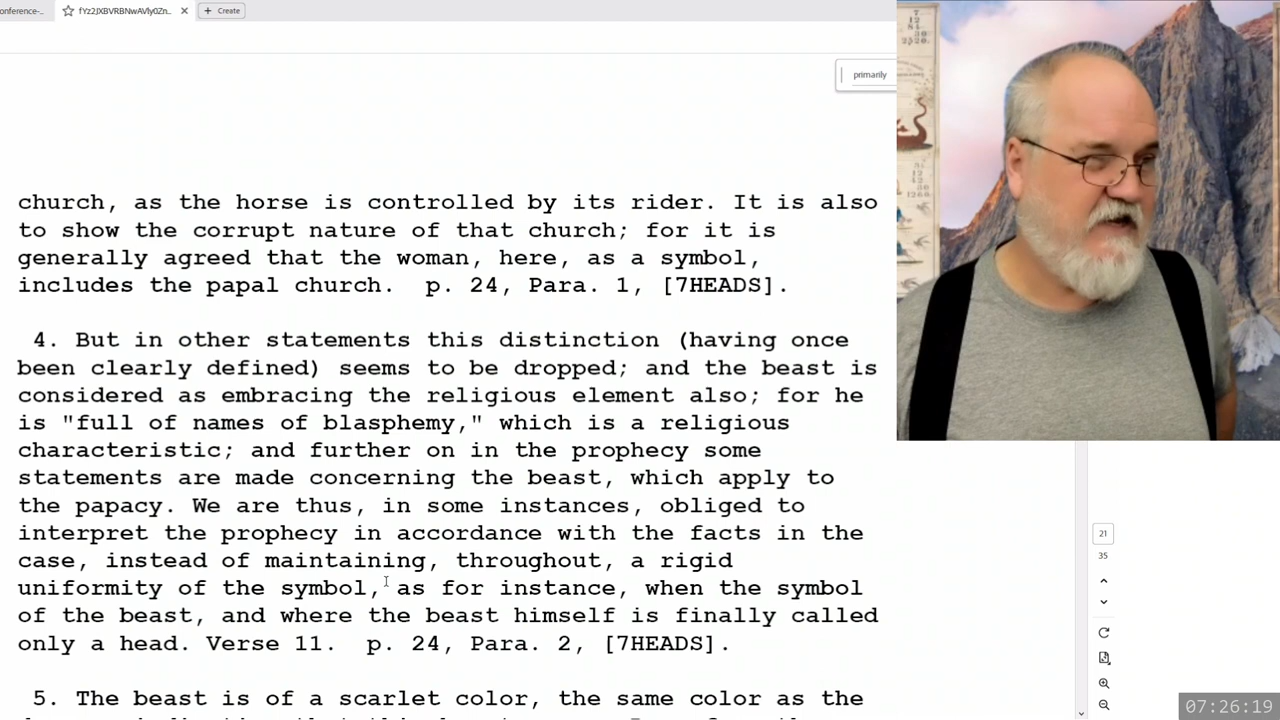 onference-..
fYz2JXBVRBNwAVly0Zn..
Create
primarily
church, as the horse is controlled by its rider. It is also
to show the corrupt nature of that church; for it is
generally agreed that the woman, here, as a symbol,
includes the papal church.  p. 24, Para. 1, [7HEADS].
4. But in other statements this distinction (having once
been clearly defined) seems to be dropped; and the beast is
considered as embracing the religious element also; for he
is "full of names of blasphemy," which is a religious
characteristic; and further on in the prophecy some
statements are made concerning the beast, which apply to
the papacy. We are thus, in some instances, obliged to
interpret the prophecy in accordance with the facts in the
case, instead of maintaining, throughout, a rigid
uniformity of the symbol, as for instance, when the symbol
of the beast, and where the beast himself is finally called
only a head. Verse 11.  p. 24, Para. 2, [7HEADS].
5. The beast is of a scarlet color, the same color as the
7
12
84
30
2520.
1260
21
35
07:26:19